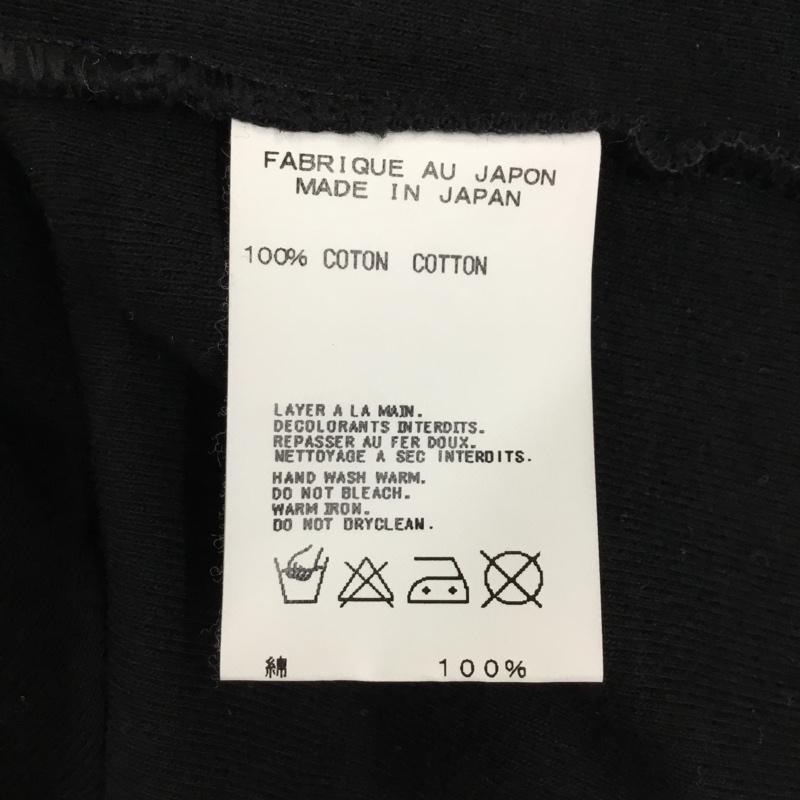 FABRIQUE AU JAPON
MADE IN JAPAN
100% COTON COTTON
LAYER A LA MAIN.
DECOLORANTS INTERDITS.
REPASSER AU FER DOUX.
NETTOYAGE A SEC INTERDITS.
HAND WASH WARM.
DO NOT BLEACH.
WARM IRON.
DO NOT DRYCLEAN.
綿 100%